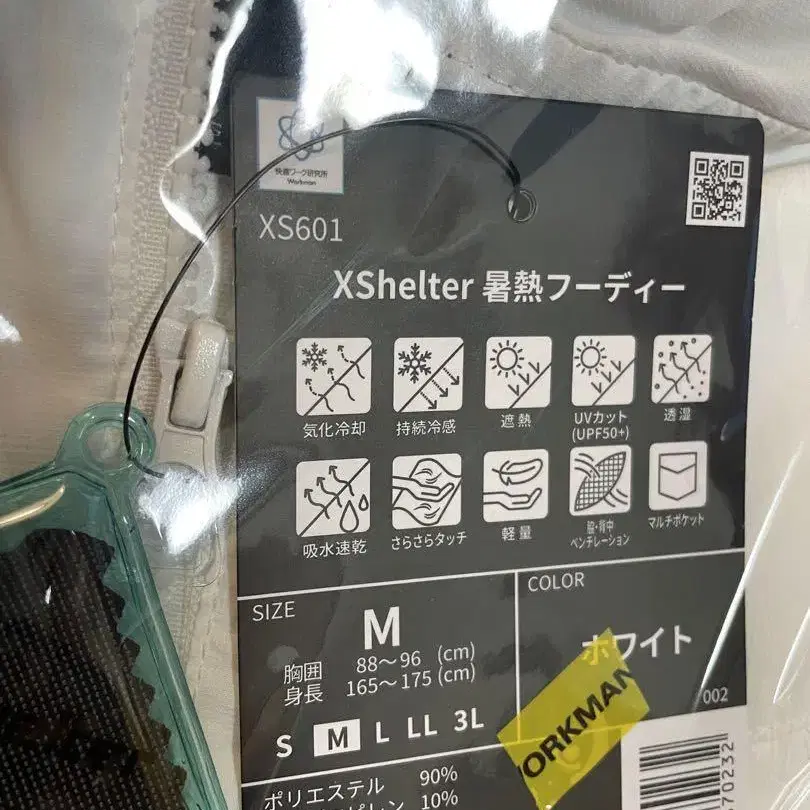 快適ワーク研究所
Workman
XS601
XShelter 暑熱フーディー
気化冷却
持続冷感
遮熱
UVカット
(UPF50+)
透湿
吸水速乾
さらさらタッチ
軽量
脇・背中
ベンチレーション
マルチポケット
SIZE
M
胸囲 88～96 (cm)
身長 165～175 (cm)
S M L LL 3L
COLOR
ホワイト
002
ORKMAN
ポリエステル 90%
10%
70232